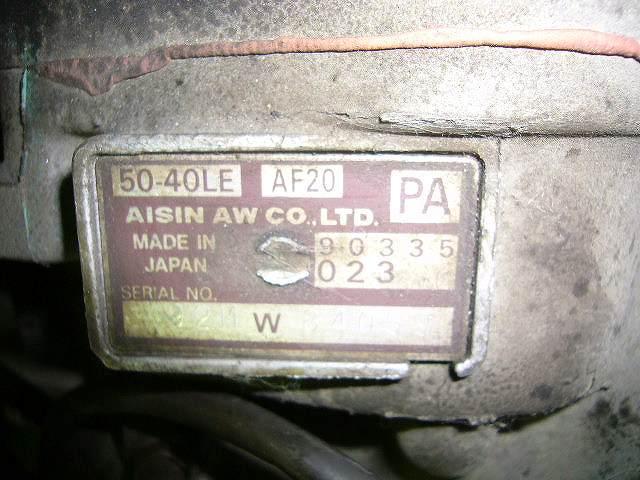 50-40LE AF20 PA
AISIN AW CO.,LTD.
MADE IN 90335
JAPAN 023
SERIAL NO.
W